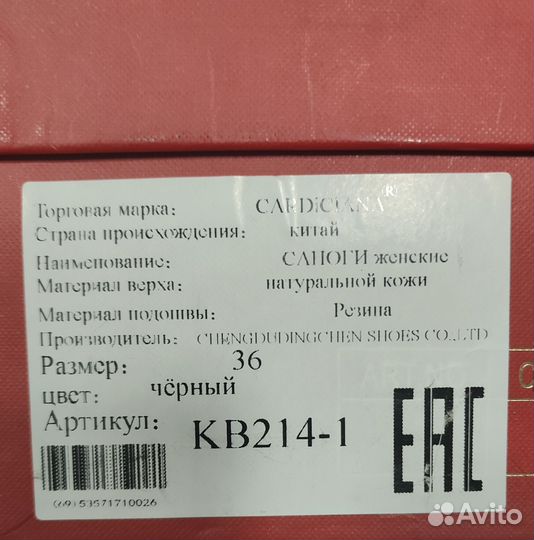 Торговая марка: CARDiCIANA®
Страна происхождения: китай
Наименование: САПОГИ женские
Материал верха: натуральной кожи
Материал подошвы: Резина
Производитель: CHENGDUDINGCHEN SHOES CO.,LTD
Размер: 36
цвет: чёрный
Артикул: KB214-1
EAC
(69)53571710026
Avito